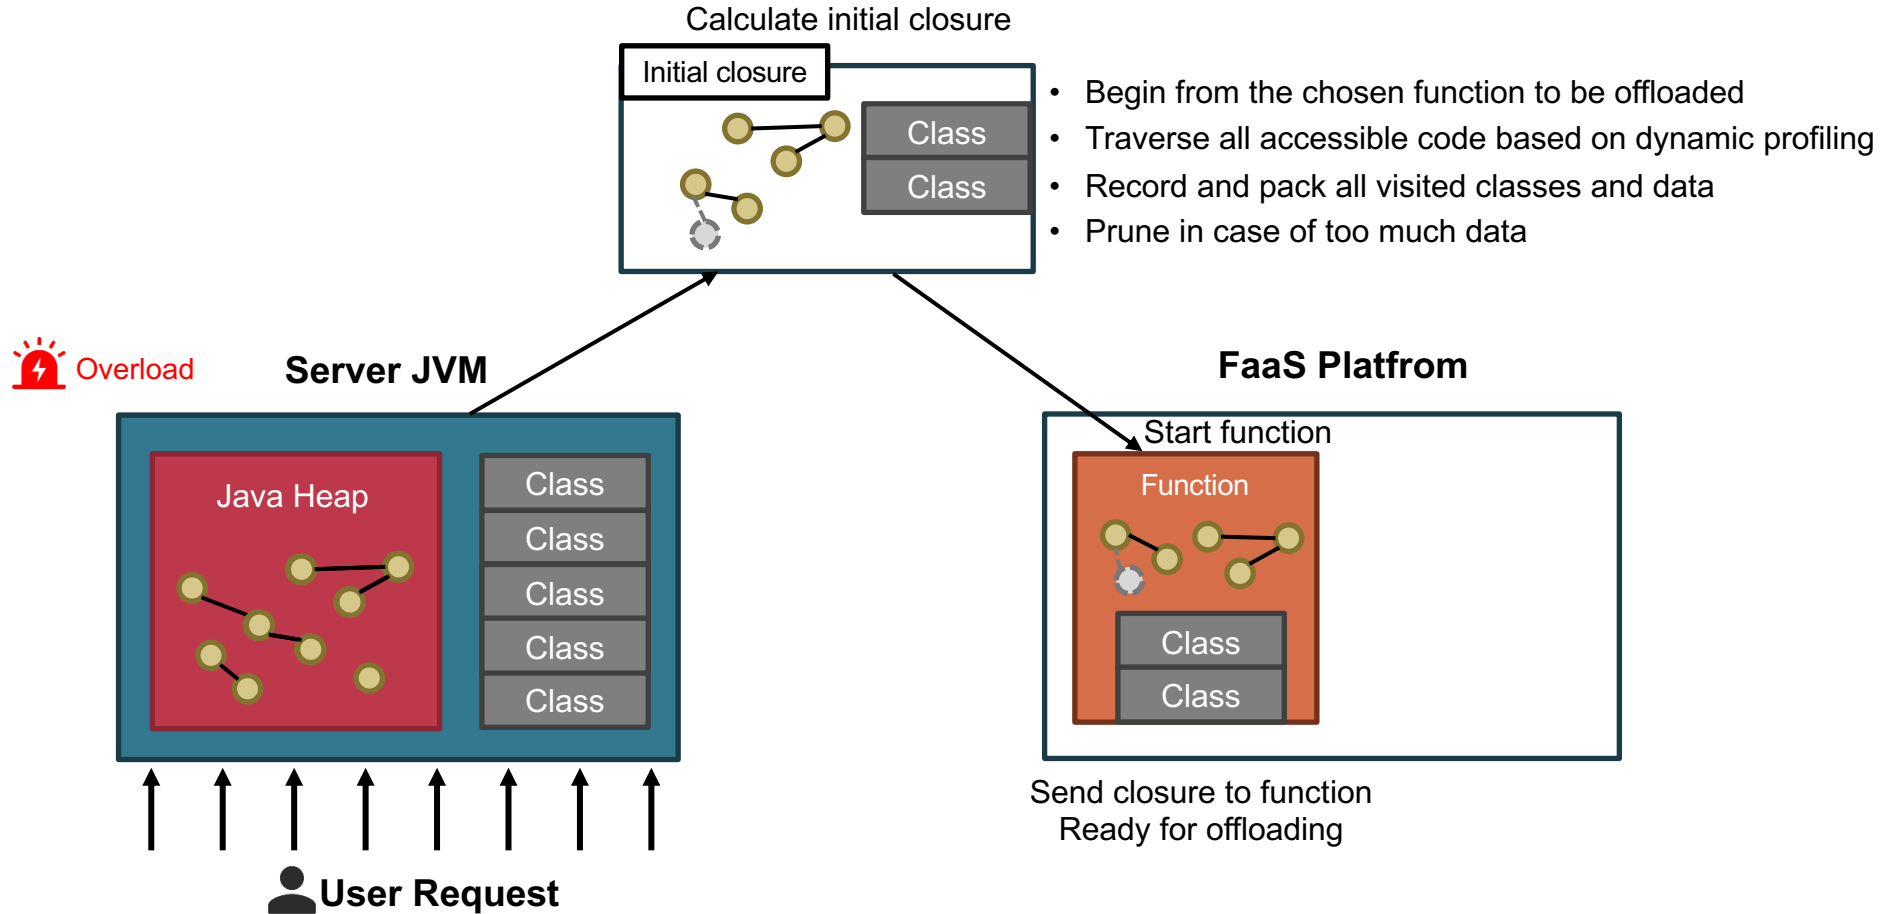 Calculate initial closure
Initial closure
Class
Class
• Begin from the chosen function to be offloaded
• Traverse all accessible code based on dynamic profiling
• Record and pack all visited classes and data
• Prune in case of too much data
Overload
Server JVM
FaaS Platfrom
Java Heap
Class
Class
Class
Class
Class
Start function
Function
Class
Class
Send closure to function
Ready for offloading
User Request